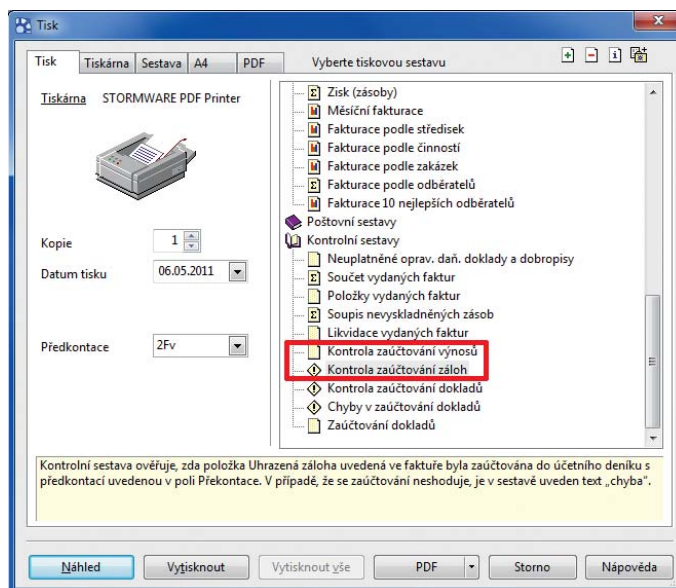 Tisk
Tisk
Tiskárna
Sestava
A4
PDF
Vyberte tiskovou sestavu
Tiskárna STORMWARE PDF Printer
Kopie 1
Datum tisku 06.05.2011
Předkontace 2Fv
Zisk (zásoby)
Měsíční fakturace
Fakturace podle středisek
Fakturace podle činností
Fakturace podle zakázek
Fakturace podle odběratelů
Fakturace 10 nejlepších odběratelů
Poštovní sestavy
Kontrolní sestavy
Neuplatněné oprav. daň. doklady a dobropisy
Součet vydaných faktur
Položky vydaných faktur
Soupis nevyskladněných zásob
Likvidace vydaných faktur
Kontrola zaúčtování výnosů
Kontrola zaúčtování záloh
Kontrola zaúčtování dokladů
Chyby v zaúčtování dokladů
Zaúčtování dokladů
Kontrolní sestava ověřuje, zda položka Uhrazená záloha uvedená ve faktuře byla zaúčtována do účetního deníku s
předkontací uvedenou v poli Překontace. V případě, že se zaúčtování neshoduje, je v sestavě uveden text „chyba".
Náhled
Vytisknout
Vytisknout vše
PDF
Storno
Nápověda